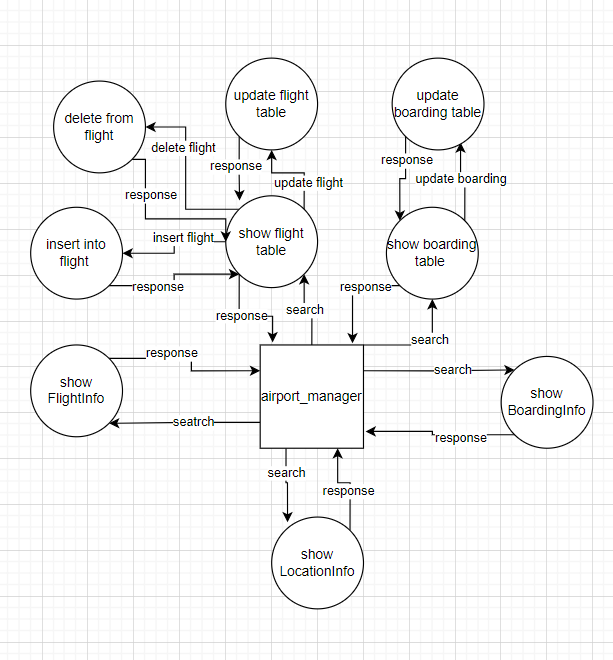 update flight
table
update
boarding table
delete from
flight
delete flight
response
response
update flight
update boarding
response
insert into
flight
insert flight
show flight
table
show boarding
table
response
response
search
response
search
show
FlightInfo
response
seatrch
airport_manager
search
response
show
BoardingInfo
search
response
show
LocationInfo